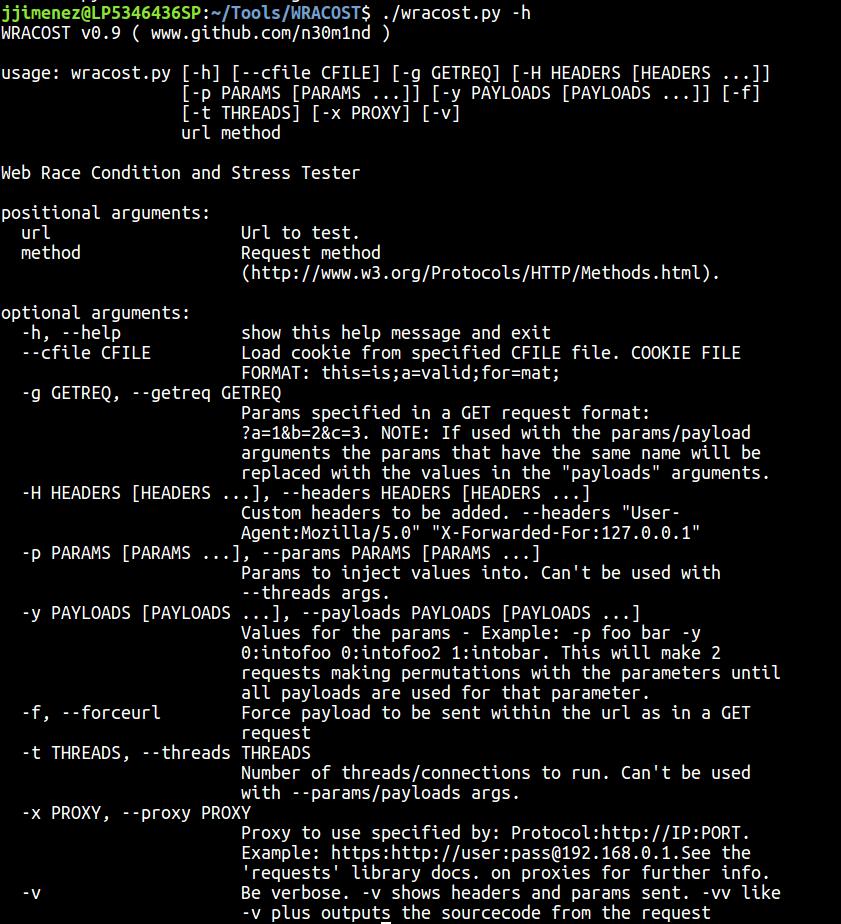 jjimenez@LP5346436SP:~/Tools/WRACOST$ ./wracost.py -h
WRACOST v0.9 ( www.github.com/n30m1nd )
usage: wracost.py [-h] [--cfile CFILE] [-g GETREQ] [-H HEADERS [HEADERS ...]]
[-p PARAMS [PARAMS ...]] [-y PAYLOADS [PAYLOADS ...]] [-f]
[-t THREADS] [-x PROXY] [-v]
url method
Web Race Condition and Stress Tester
positional arguments:
url Url to test.
method Request method
(http://www.w3.org/Protocols/HTTP/Methods.html).
optional arguments:
-h, --help show this help message and exit
--cfile CFILE Load cookie from specified CFILE file. COOKIE FILE
FORMAT: this=is;a=valid;for=mat;
-g GETREQ, --getreq GETREQ
Params specified in a GET request format:
?a=1&b=2&c=3. NOTE: If used with the params/payload
arguments the params that have the same name will be
replaced with the values in the "payloads" arguments.
-H HEADERS [HEADERS ...], --headers HEADERS [HEADERS ...]
Custom headers to be added. --headers "User-
Agent:Mozilla/5.0" "X-Forwarded-For:127.0.0.1"
-p PARAMS [PARAMS ...], --params PARAMS [PARAMS ...]
Params to inject values into. Can't be used with
--threads args.
-y PAYLOADS [PAYLOADS ...], --payloads PAYLOADS [PAYLOADS ...]
Values for the params - Example: -p foo bar -y
0:intofoo 0:intofoo2 1:intobar. This will make 2
requests making permutations with the parameters until
all payloads are used for that parameter.
-f, --forceurl Force payload to be sent within the url as in a GET
request
-t THREADS, --threads THREADS
Number of threads/connections to run. Can't be used
with --params/payloads args.
-x PROXY, --proxy PROXY
Proxy to use specified by: Protocol:http://IP:PORT.
Example: https:http://user:pass@192.168.0.1.See the
'requests' library docs. on proxies for further info.
-v Be verbose. -v shows headers and params sent. -vv like
-v plus outputs the sourcecode from the request